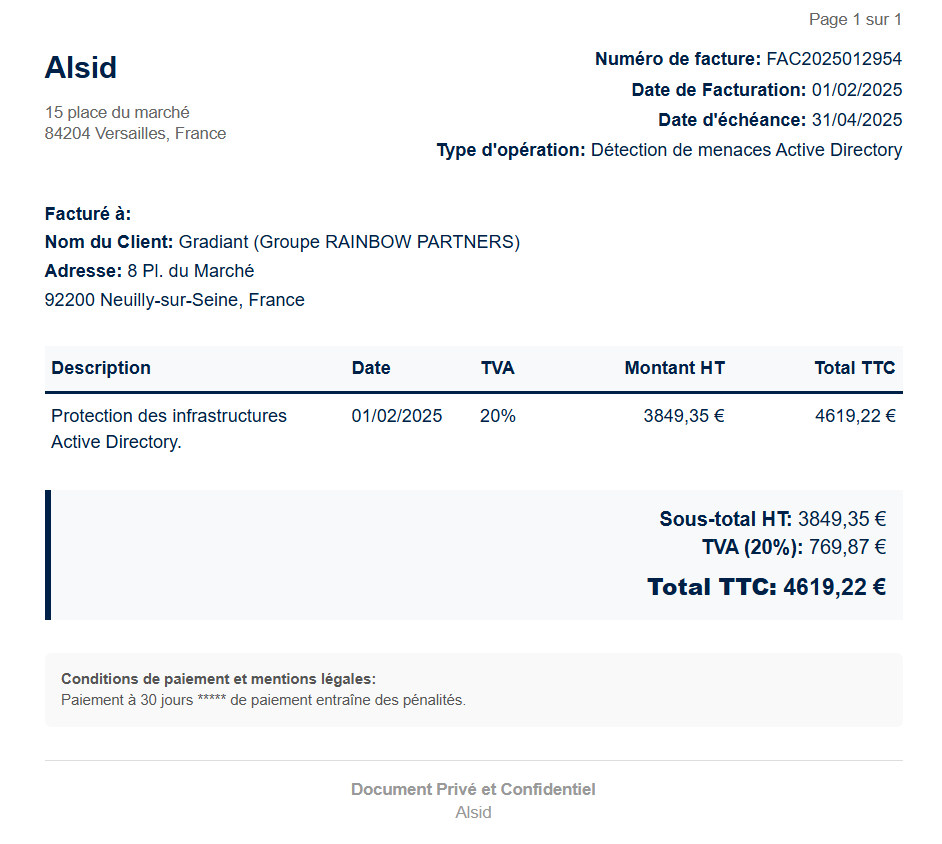 Page 1 sur 1
Alsid
15 place du marché
84204 Versailles, France
Numéro de facture: FAC2025012954
Date de Facturation: 01/02/2025
Date d'échéance: 31/04/2025
Type d'opération: Détection de menaces Active Directory
Facturé à:
Nom du Client: Gradiant (Groupe RAINBOW PARTNERS)
Adresse: 8 Pl. du Marché
92200 Neuilly-sur-Seine, France
Description Date TVA Montant HT Total TTC
Protection des infrastructures 01/02/2025 20% 3849,35 € 4619,22 €
Active Directory.
Sous-total HT: 3849,35 €
TVA (20%): 769,87 €
Total TTC: 4619,22 €
Conditions de paiement et mentions légales:
Paiement à 30 jours ***** de paiement entraîne des pénalités.
Document Privé et Confidentiel
Alsid